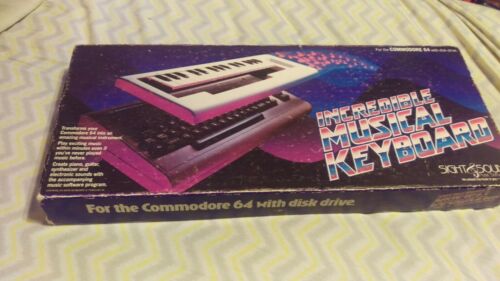 For the COMMODORE 64 with disk drive
INCREDIBLE
MUSICAL
KEYBOARD
Transforms your
Commodore 64 into an
amazing musical instrument.
Play exciting music
within minutes even if
you've never played
music before.
Create piano, guitar,
synthesizer and
electronic sounds with
the accompanying
music software program.
SIGHT & SOUND
For the Commodore 64 with disk drive